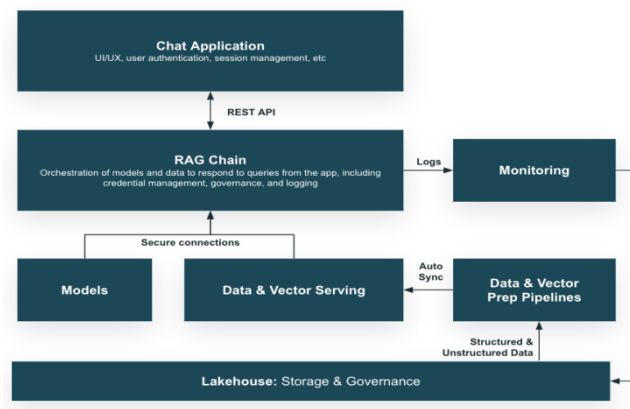 Chat Application
UI/UX, user authentication, session management, etc
REST API
RAG Chain
Orchestration of models and data to respond to queries from the app, including
credential management, governance, and logging
Logs
Monitoring
Secure connections
Models
Data & Vector Serving
Auto
Sync
Data & Vector
Prep Pipelines
Structured &
Unstructured Data
Lakehouse: Storage & Governance